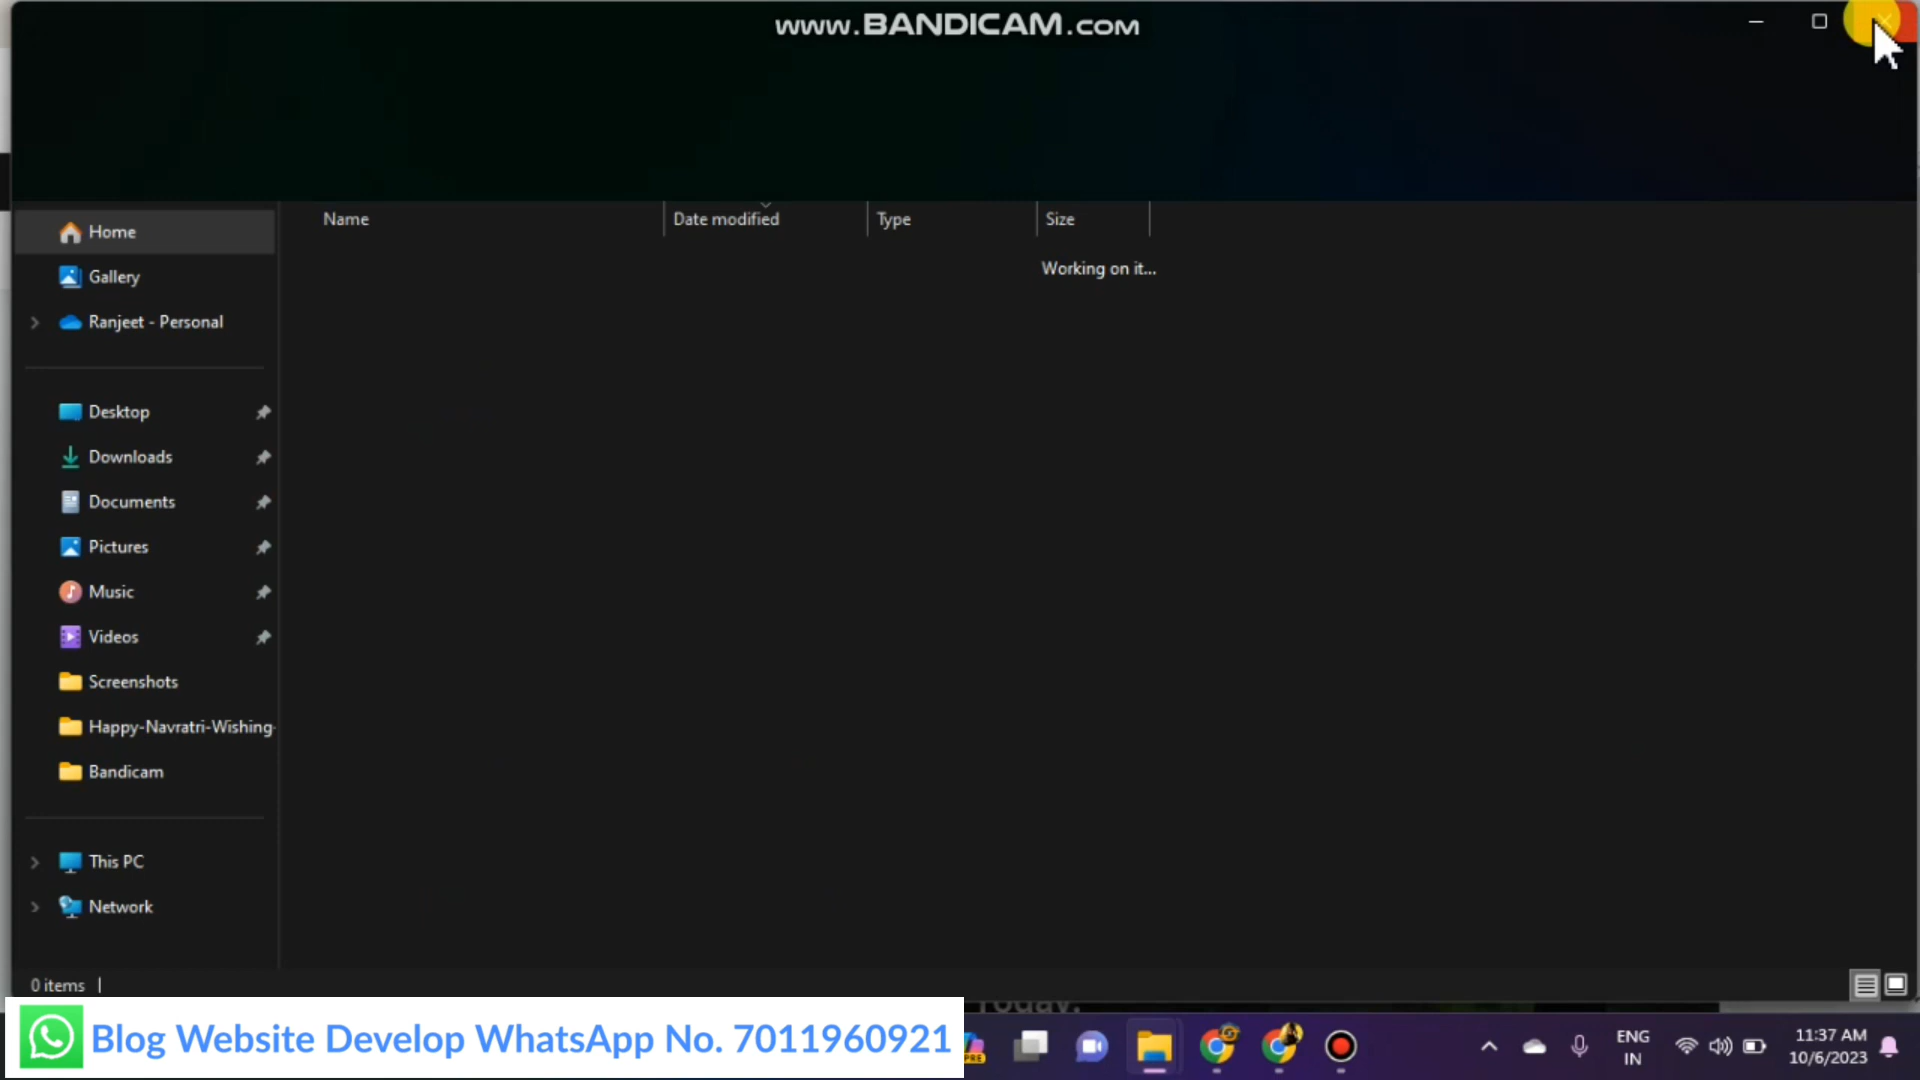 www.BANDICAM.com
Name
Date modified
Type
Size
Working on it...
Home
Gallery
Ranjeet - Personal
Desktop
Downloads
Documents
Pictures
Music
Videos
Screenshots
Happy-Navratri-Wishing-
Bandicam
This PC
Network
0 items
Blog Website Develop WhatsApp No. 7011960921
PRE
ENG
IN
11:37 AM
10/6/2023